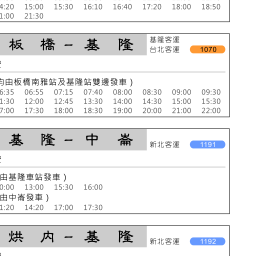 4:20 15:00 15:30 16:10 16:40 17:20 18:00 18:50
1:00 21:30
板 橋 – 基 隆 基隆客運 台北客運 1070
均由板橋南雅站及基隆站雙邊發車）
6:35 06:55 07:15 07:40 08:00 08:30 09:00 09:30
1:30 12:00 12:45 13:30 14:00 14:30 15:00 15:30
7:00 17:30 18:00 18:30 19:00 20:00 21:00 22:00
基 隆 – 中 崙 新北客運 1191
由基隆車站發車）
0:00 13:00 15:30 16:00
由中崙發車）
1:20 14:20 17:00 17:30
烘 內 – 基 隆 新北客運 1192